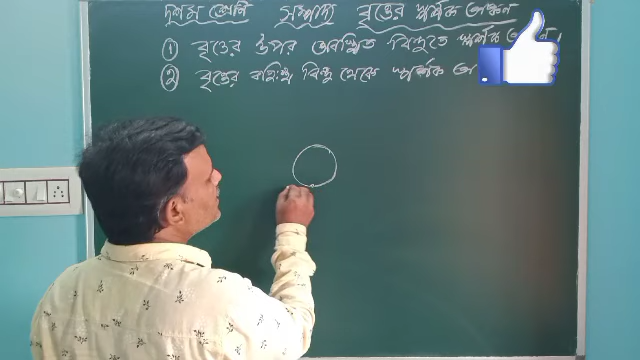 দশম শ্রেণি সম্পাদ্য বৃত্তের স্পর্শক অঙ্কন
① বৃত্তের উপর অবস্থিত বিন্দুতে স্পর্শক
② বৃত্তের বহিঃস্থ বিন্দু থেকে স্পর্শক